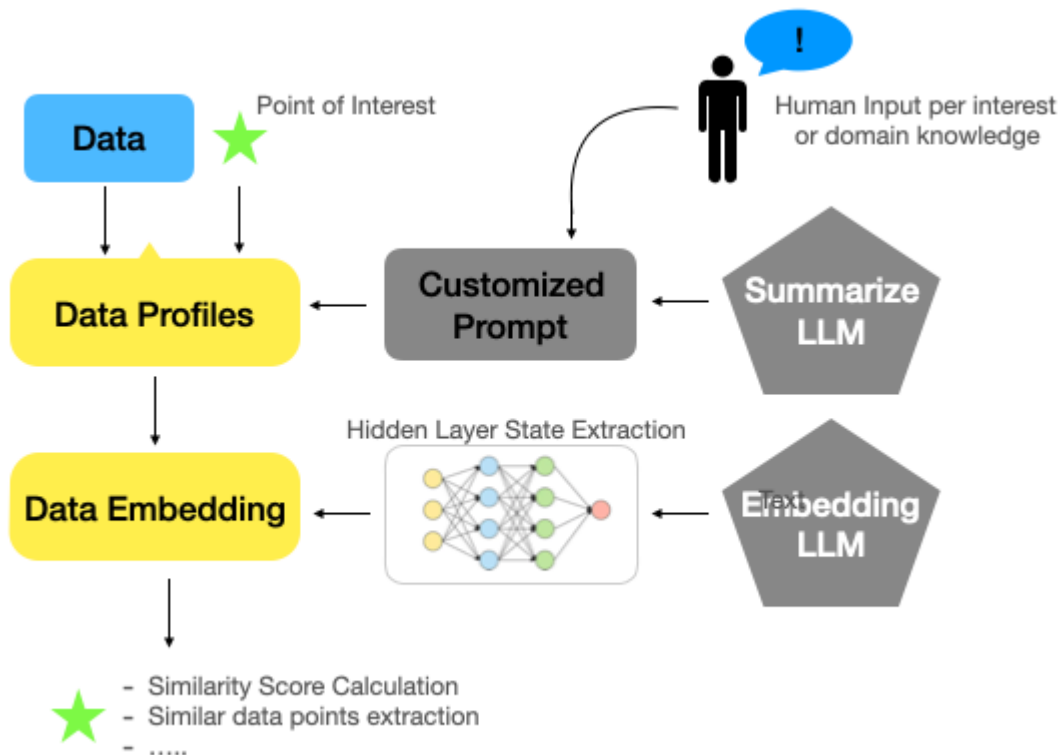 !
Point of Interest
Data
Human Input per interest
or domain knowledge
Data Profiles
Customized
Prompt
Summarize
LLM
Hidden Layer State Extraction
Data Embedding
Text
Embedding
LLM
- Similarity Score Calculation
- Similar data points extraction
- .....